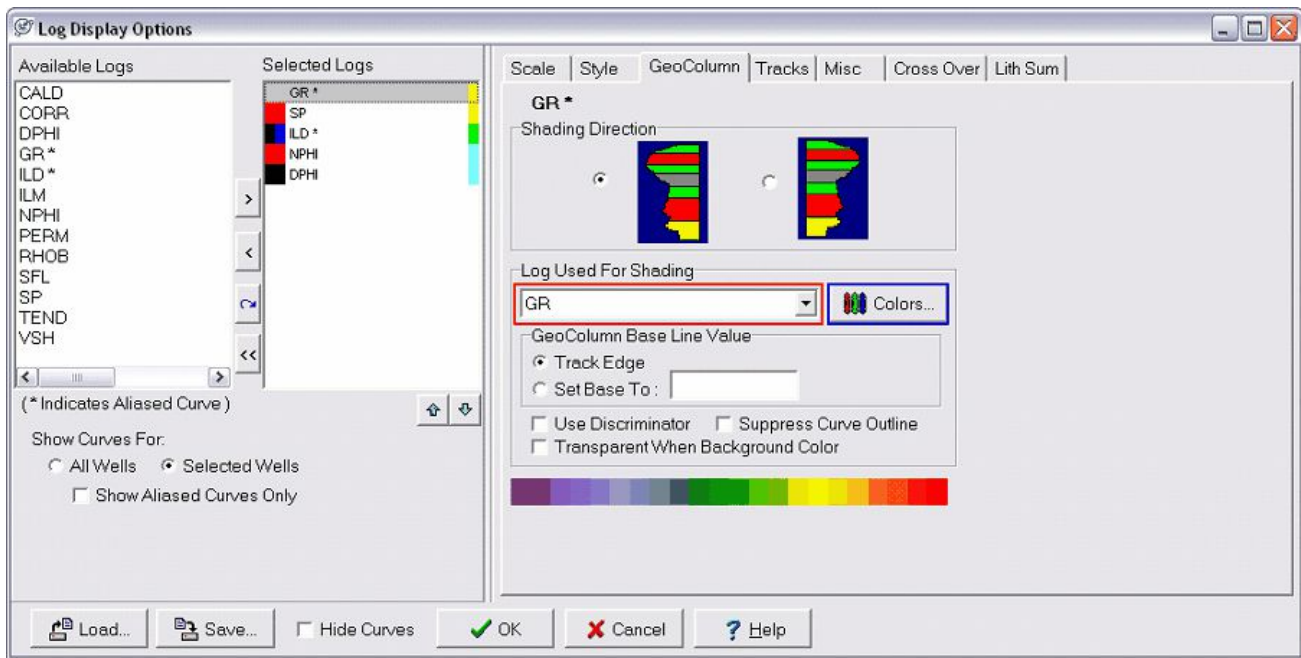 Log Display Options
Available Logs
CALD
CORR
DPHI
GR *
ILD *
ILM
NPHI
PERM
RHOB
SFL
SP
TEND
VSH
>
<
<<
Selected Logs
GR *
SP
ILD *
NPHI
DPHI
(* Indicates Aliased Curve )
Show Curves For:
All Wells Selected Wells
Show Aliased Curves Only
Scale Style GeoColumn Tracks Misc Cross Over Lith Sum
GR *
Shading Direction
Log Used For Shading
GR Colors...
GeoColumn Base Line Value
Track Edge
Set Base To :
Use Discriminator Suppress Curve Outline
Transparent When Background Color
Load... Save... Hide Curves OK Cancel ? Help